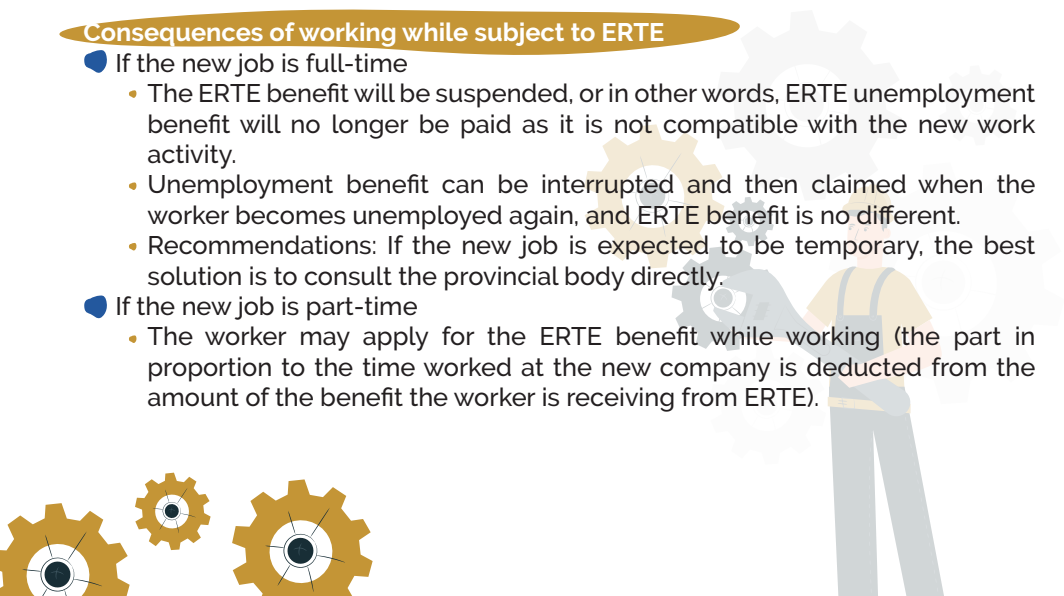 Consequences of working while subject to ERTE
If the new job is full-time
The ERTE benefit will be suspended, or in other words, ERTE unemployment
benefit will no longer be paid as it is not compatible with the new work
activity.
Unemployment benefit can be interrupted and then claimed when the
worker becomes unemployed again, and ERTE benefit is no different.
Recommendations: If the new job is expected to be temporary, the best
solution is to consult the provincial body directly.
If the new job is part-time
The worker may apply for the ERTE benefit while working (the part in
proportion to the time worked at the new company is deducted from the
amount of the benefit the worker is receiving from ERTE).